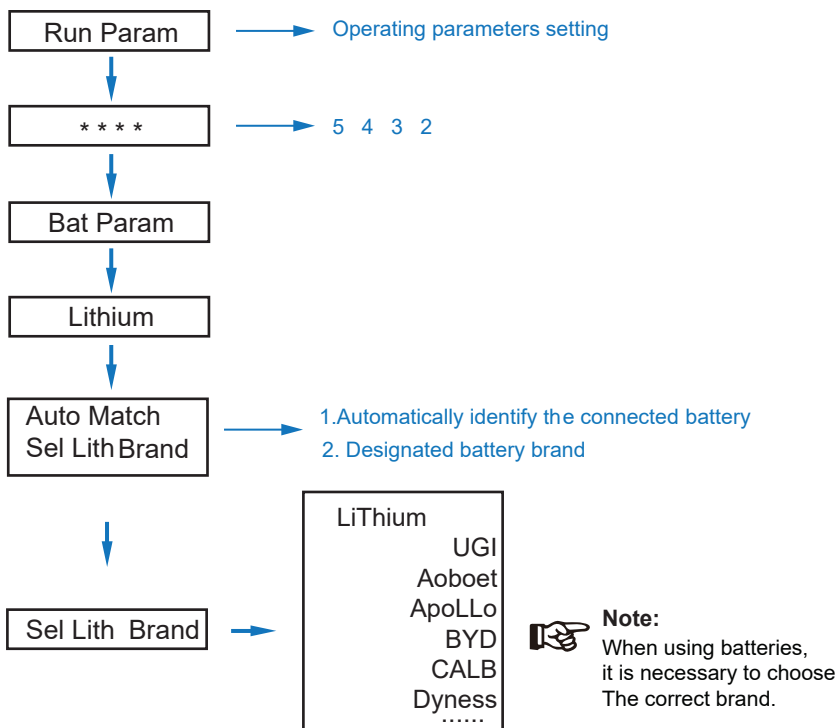 Run Param
Operating parameters setting
* * * *
5 4 3 2
Bat Param
Lithium
Auto Match
Sel Lith Brand
1.Automatically identify the connected battery
2. Designated battery brand
Sel Lith Brand
LiThium
UGI
Aoboet
ApoLLo
BYD
CALB
Dyness
......
Note:
When using batteries,
it is necessary to choose
The correct brand.